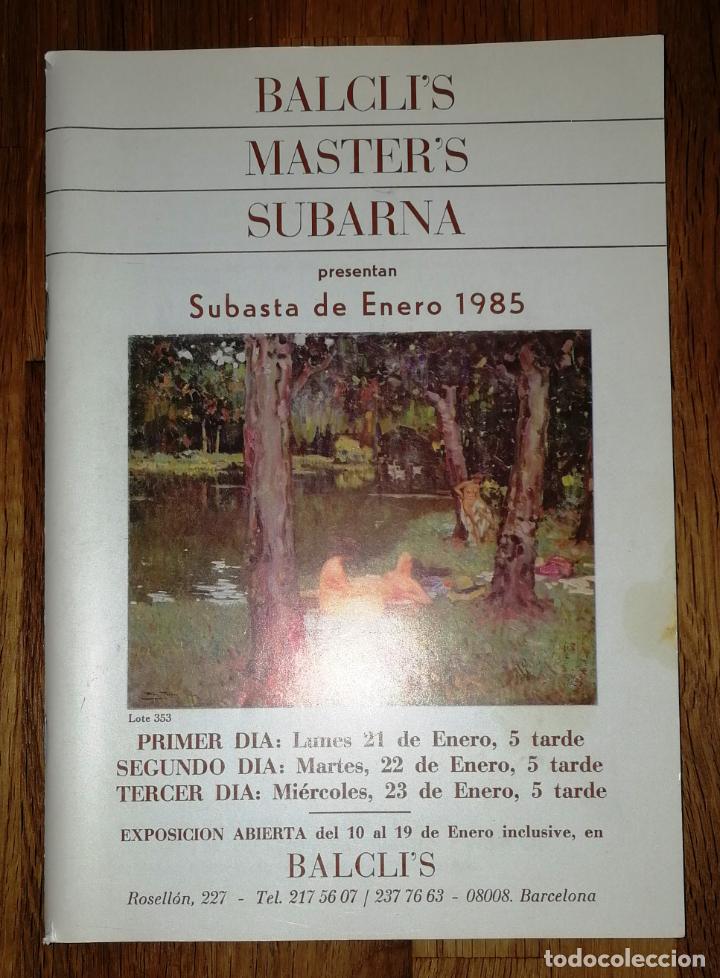 BALCLI'S
MASTER'S
SUBARNA
presentan
Subasta de Enero 1985
Lote 353
PRIMER DIA: Lunes 21 de Enero, 5 tarde
SEGUNDO DIA: Martes, 22 de Enero, 5 tarde
TERCER DIA: Miércoles, 23 de Enero, 5 tarde
EXPOSICION ABIERTA del 10 al 19 de Enero inclusive, en
BALCLI'S
Rosellón, 227 - Tel. 217 56 07 / 237 76 63 - 08008. Barcelona
todocoleccion